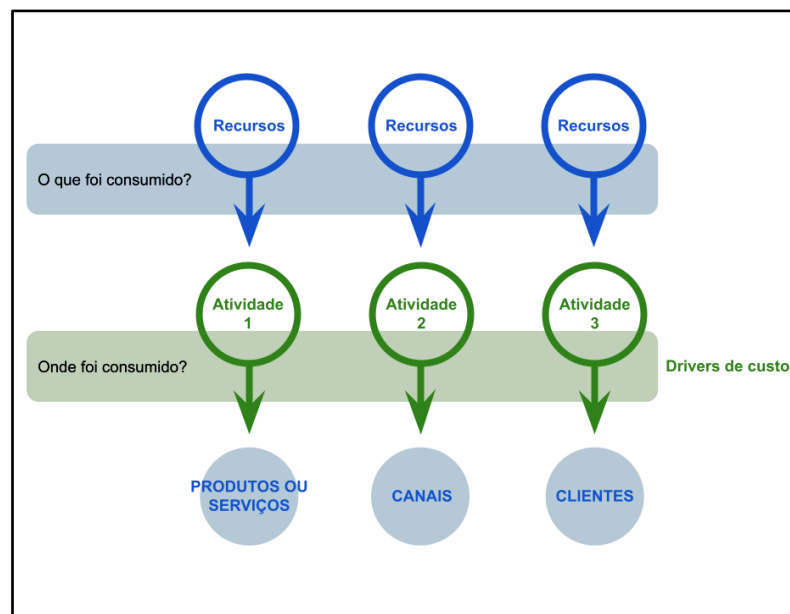 Recursos
Recursos
Recursos
O que foi consumido?
Atividade
1
Atividade
2
Atividade
3
Onde foi consumido?
Drivers de custo
PRODUTOS OU
SERVIÇOS
CANAIS
CLIENTES